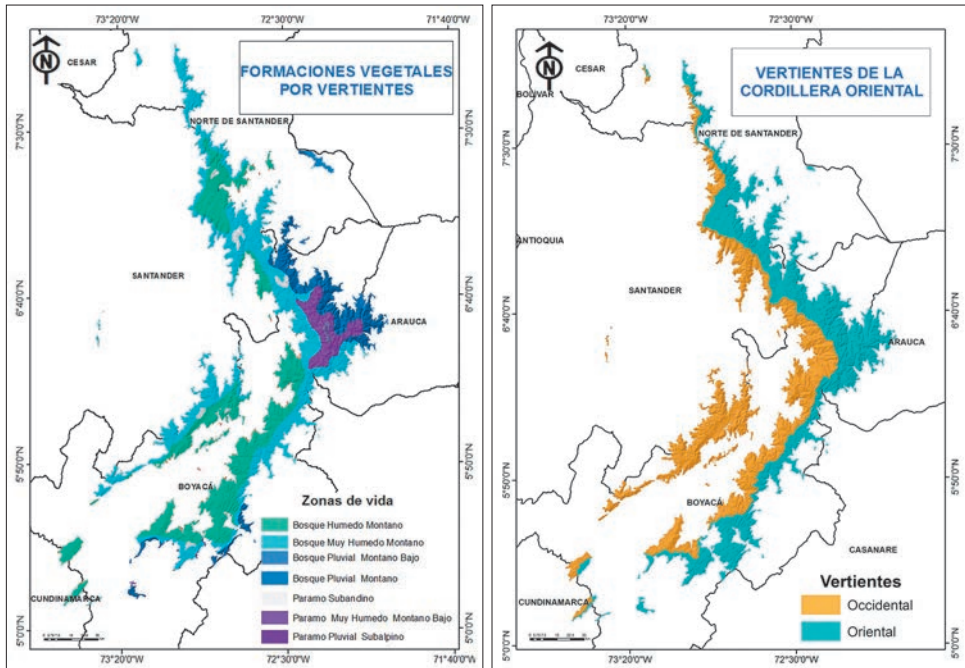 73°20'0"W
72°30'0"W
71°40'0"W
N
CESAR
FORMACIONES VEGETALES
POR VERTIENTES
NORTE DE SANTANDER
7°30'0"N
7°30'0"N
SANTANDER
6°40'0"N
6°40'0"N
ARAUCA
5°50'0"N
5°50'0"N
BOYACÁ
Zonas de vida
Bosque Humedo Montano
Bosque Muy Humedo Montano
Bosque Pluvial Montano Bajo
Bosque Pluvial Montano
Paramo Subandino
Paramo Muy Humedo Montano Bajo
Paramo Pluvial Subalpino
CUNDINAMARCA
5°0'0"N
5°0'0"N
73°20'0"W
72°30'0"W
71°40'0"W
73°20'0"W
72°30'0"W
N
CESAR
VERTIENTES DE LA
CORDILLERA ORIENTAL
BOLIVAR
NORTE DE SANTANDER
7°30'0"N
7°30'0"N
ANTIOQUIA
SANTANDER
6°40'0"N
6°40'0"N
ARAUCA
5°50'0"N
5°50'0"N
BOYACÁ
CASANARE
Vertientes
Occidental
Oriental
CUNDINAMARCA
5°0'0"N
5°0'0"N
73°20'0"W
72°30'0"W